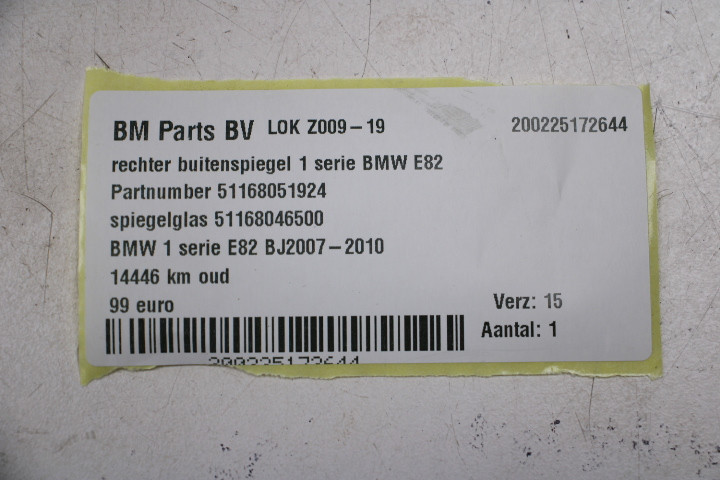 BM Parts BV LOK Z009-19 200225172644
rechter buitenspiegel 1 serie BMW E82
Partnumber 51168051924
spiegelglas 51168046500
BMW 1 serie E82 BJ2007-2010
14446 km oud
99 euro Verz: 15
Aantal: 1
200225172644